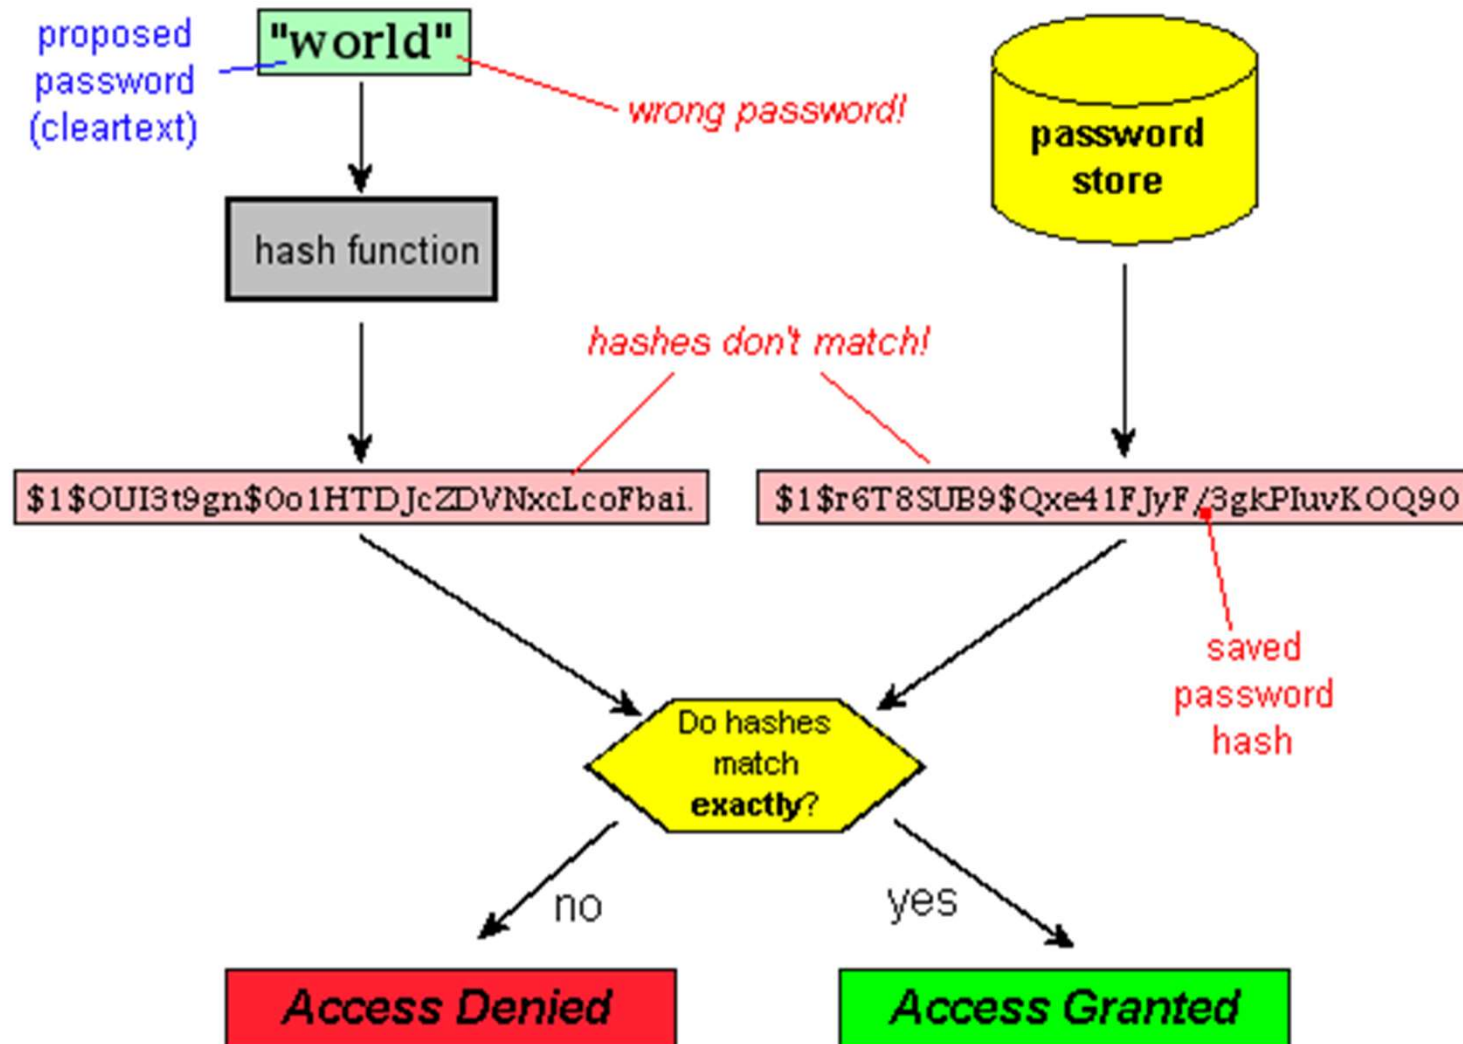 proposed
password
(cleartext)
"world"
wrong password!
password
store
hash function
hashes don't match!
$1$OUI3t9gn$0o1HTDJcZDVNxcLcoFbai.
$1$r6T8SUB9$Qxe41FJyF/3gkPIuvKOQ90
saved
password
hash
Do hashes
match
exactly?
no
yes
Access Denied
Access Granted